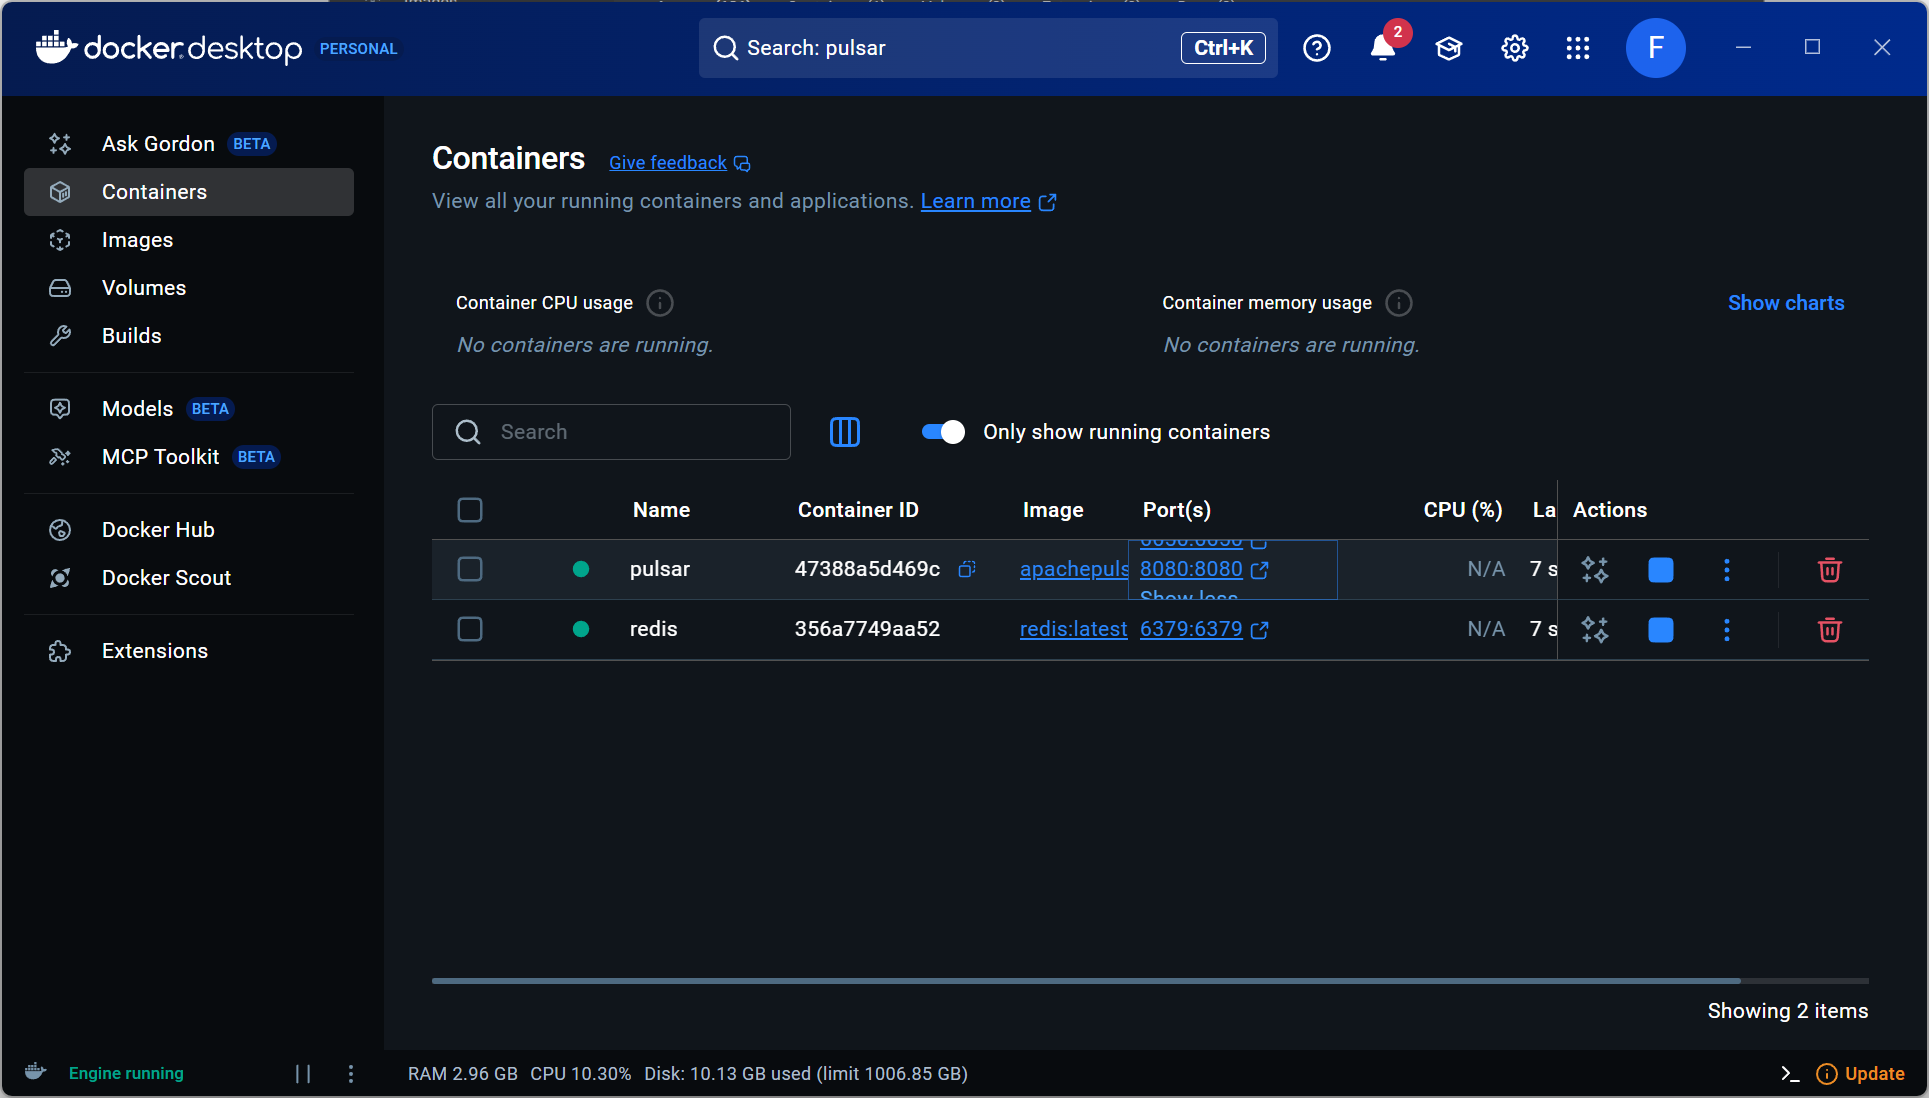 docker desktop PERSONAL
Search: pulsar
Ctrl+K
2
F
Ask Gordon BETA
Containers
Images
Volumes
Builds
Models BETA
MCP Toolkit BETA
Docker Hub
Docker Scout
Extensions
Containers Give feedback
View all your running containers and applications. Learn more
Container CPU usage
No containers are running.
Container memory usage
No containers are running.
Show charts
Search
Only show running containers
Name Container ID Image Port(s) CPU (%) La Actions
pulsar 47388a5d469c apachepuls 8080:8080 N/A 7 s
Show less
redis 356a7749aa52 redis:latest 6379:6379 N/A 7 s
Showing 2 items
Engine running
RAM 2.96 GB CPU 10.30% Disk: 10.13 GB used (limit 1006.85 GB)
>_
Update